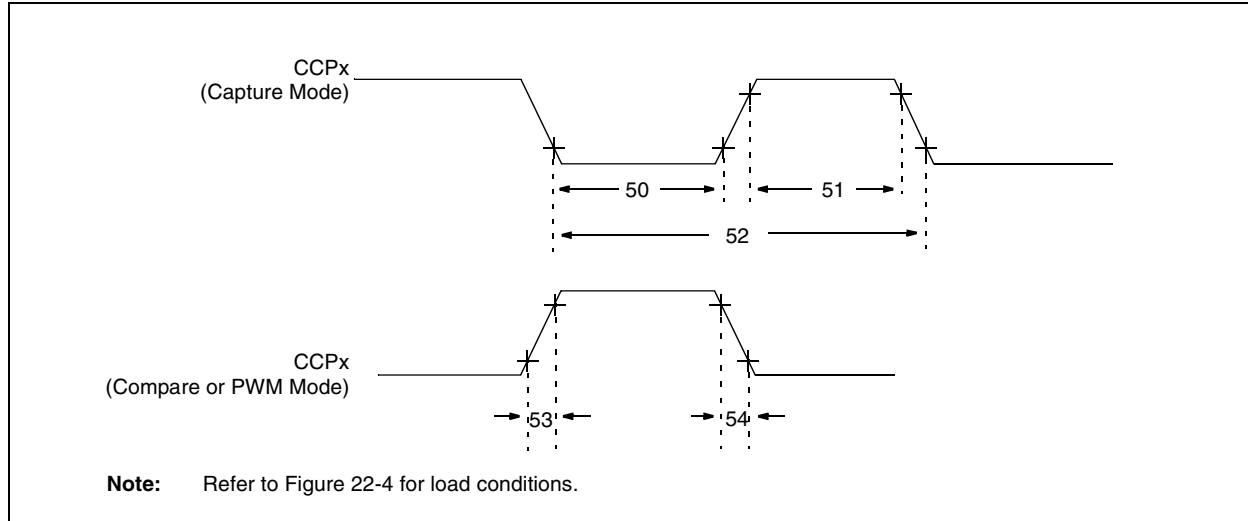 CCPx
(Capture Mode)
50
51
52
CCPx
(Compare or PWM Mode)
53
54
Note: Refer to Figure 22-4 for load conditions.